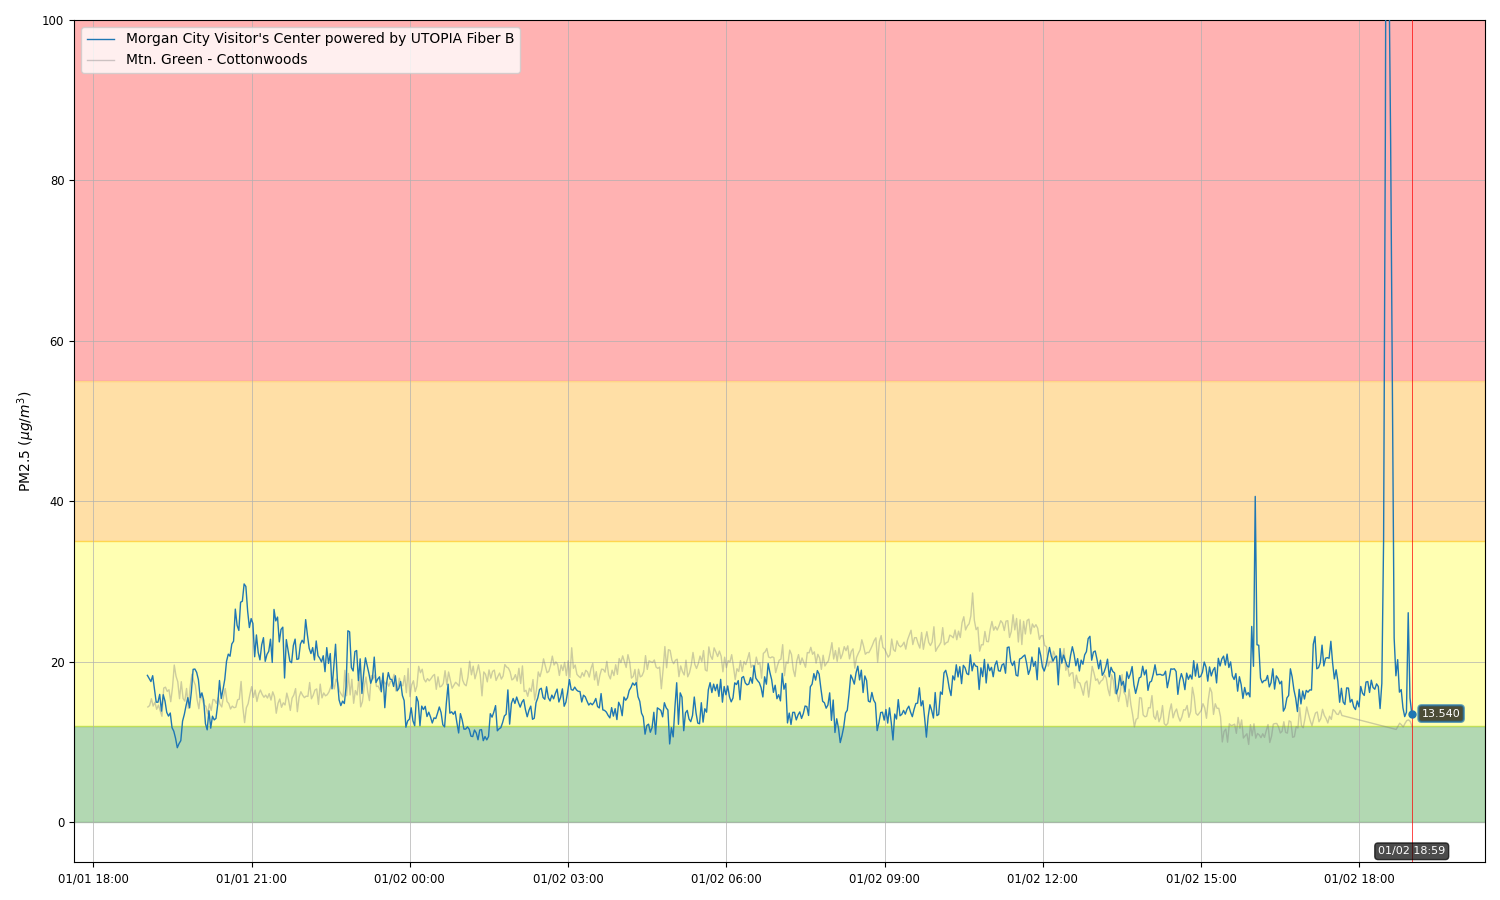 100
Morgan City Visitor's Center powered by UTOPIA Fiber B
Mtn. Green - Cottonwoods
80
60
PM2.5 (μg/m³)
40
20
13.540
0
01/02 18:59
01/01 18:00 01/01 21:00 01/02 00:00 01/02 03:00 01/02 06:00 01/02 09:00 01/02 12:00 01/02 15:00 01/02 18:00